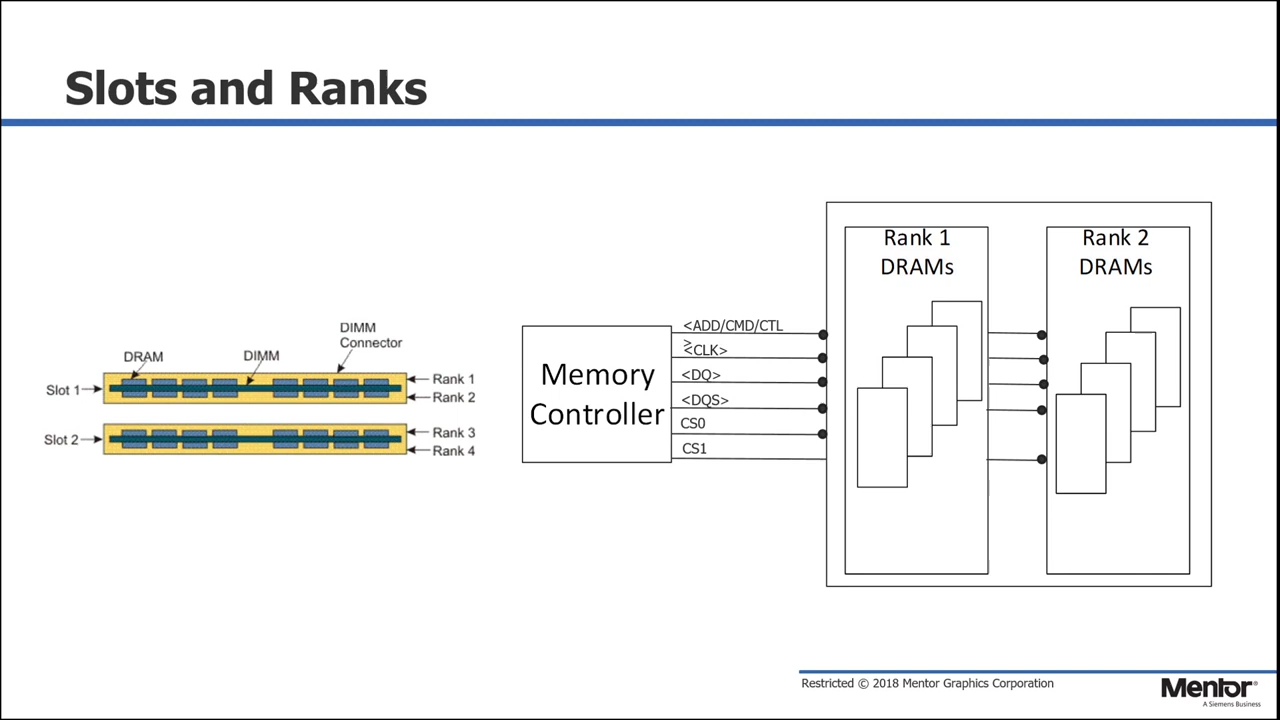 Slots and Ranks
DRAM
DIMM
DIMM
Connector
Slot 1
Rank 1
Rank 2
Slot 2
Rank 3
Rank 4
Memory
Controller
<ADD/CMD/CTL
>
<CLK>
<DQ>
<DQS>
CS0
CS1
Rank 1
DRAMs
Rank 2
DRAMs
Restricted © 2018 Mentor Graphics Corporation
Mentor®
A Siemens Business